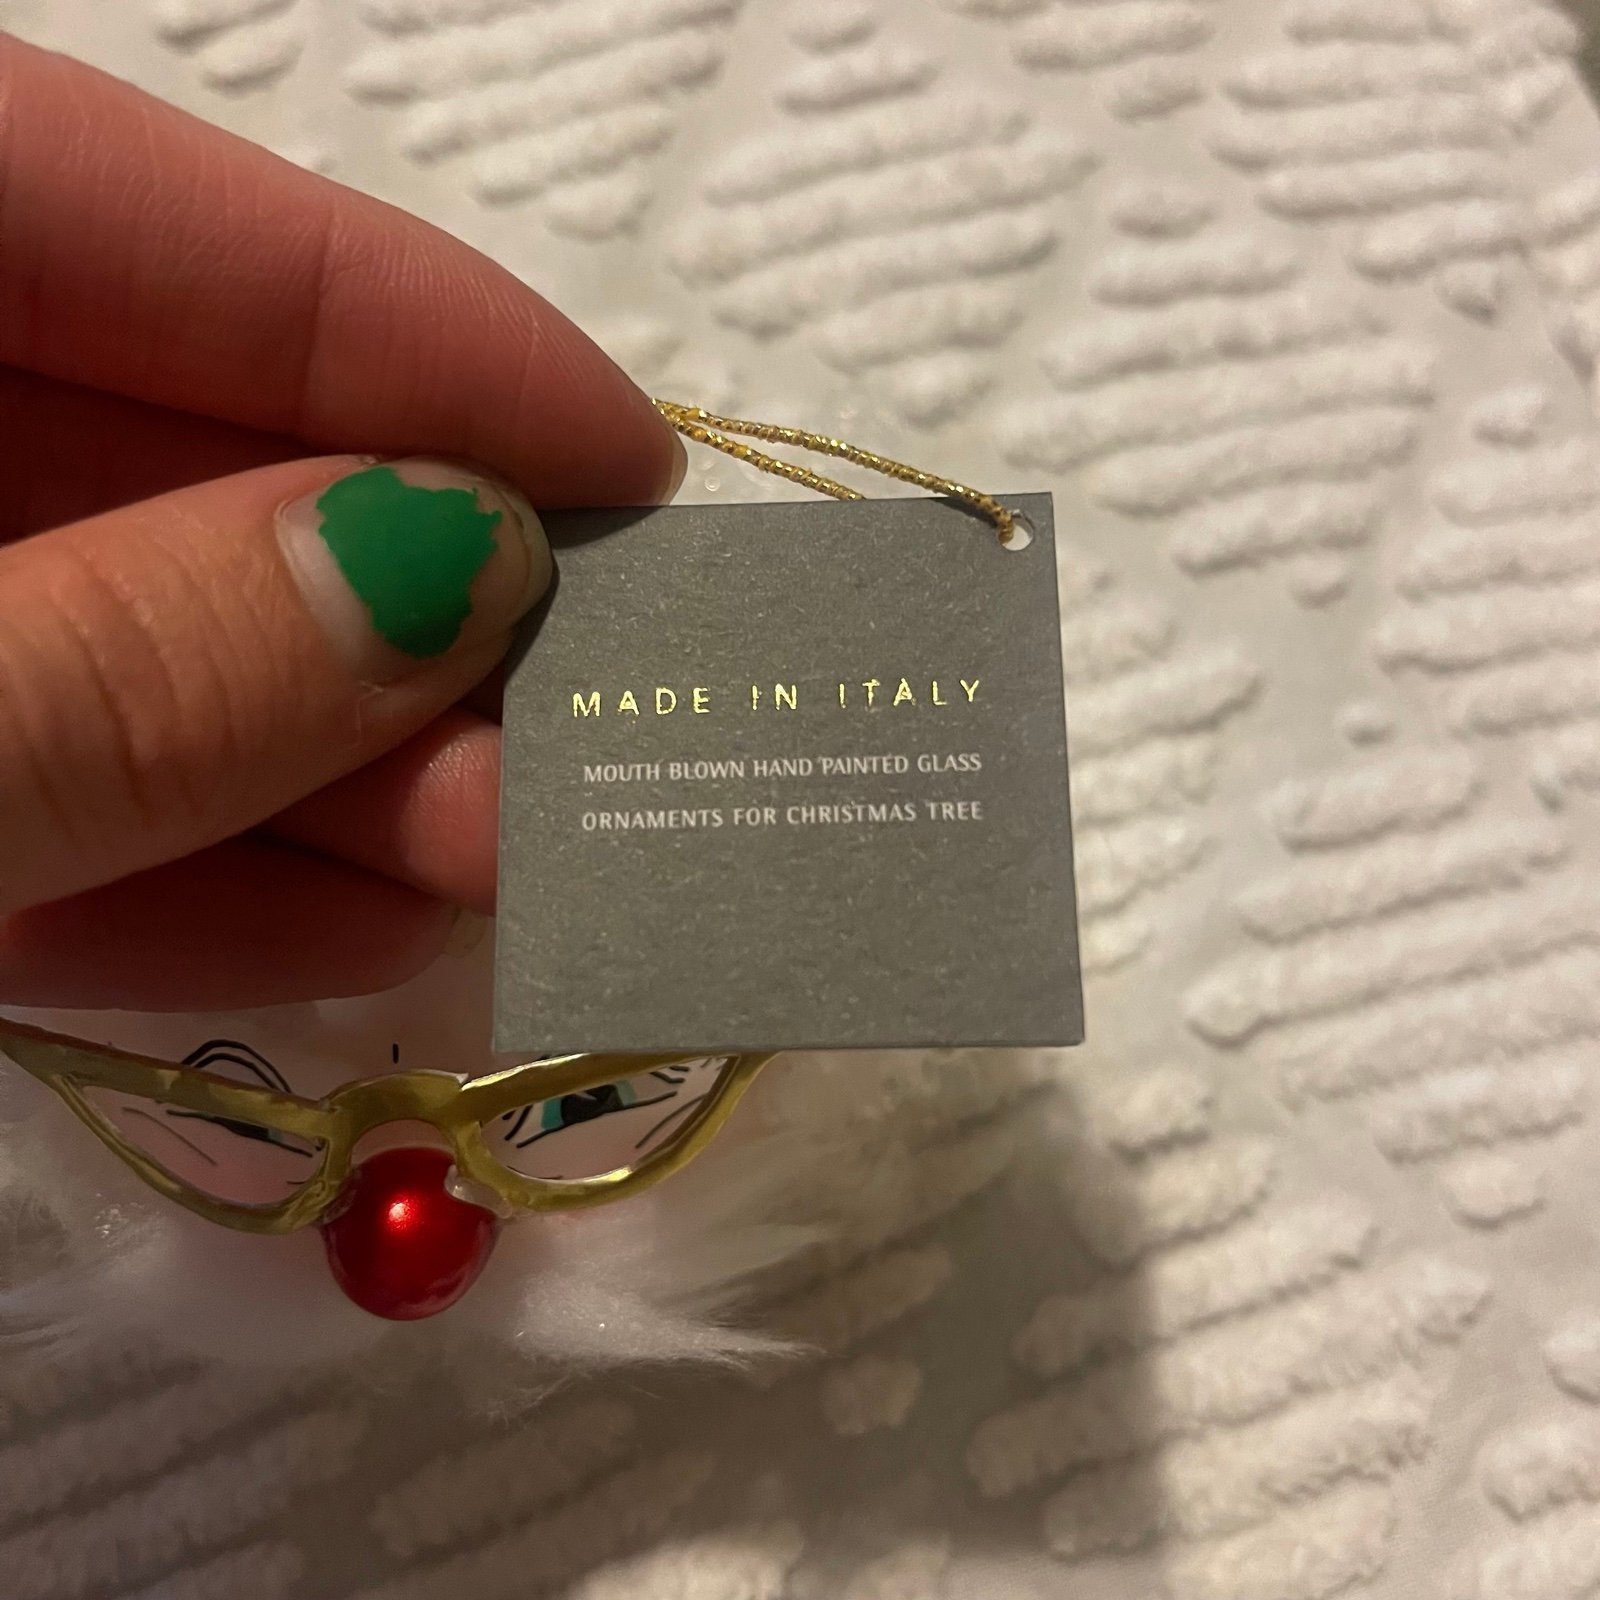 MADE IN ITALY
MOUTH BLOWN HAND PAINTED GLASS
ORNAMENTS FOR CHRISTMAS TREE